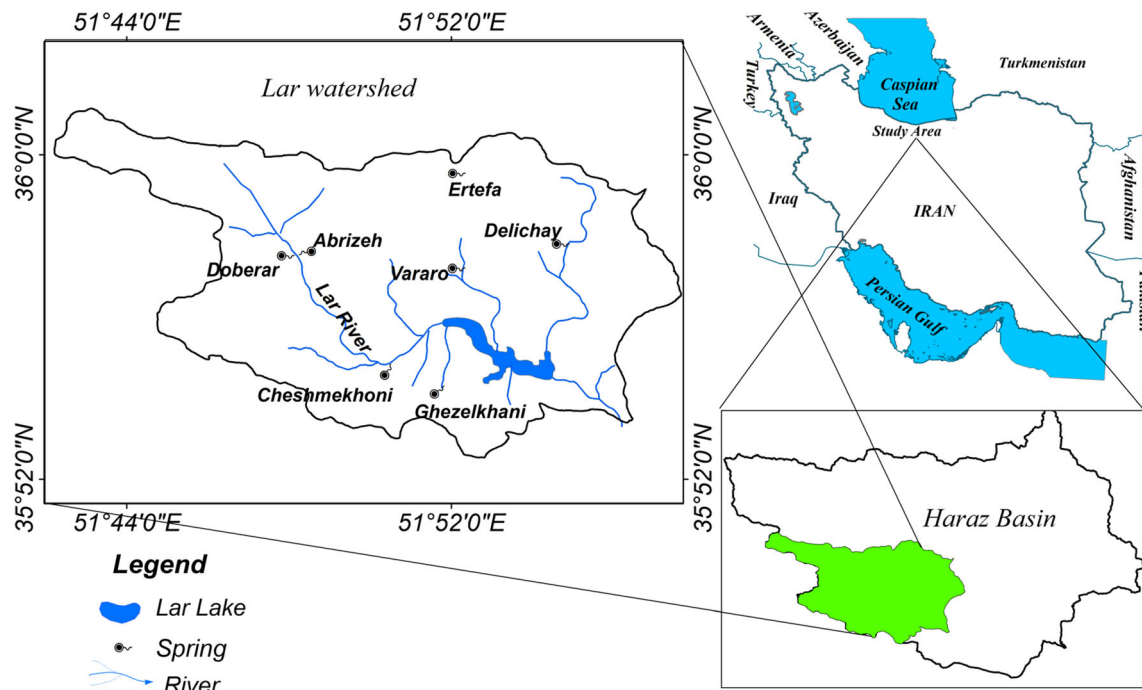 51°44'0"E
51°52'0"E
Lar watershed
36°0'0"N
36°0'0"N
Ertefa
Delichay
Abrizeh
Doberar
Vararo
Lar River
Cheshmekhoni
Ghezelkhani
35°52'0"N
35°52'0"N
51°44'0"E
51°52'0"E
Legend
Lar Lake
Spring
River
Armenia
Azerbaijan
Turkmenistan
Turkey
Caspian
Sea
Study Area
Afghanistan
Iraq
IRAN
Persian Gulf
Haraz Basin